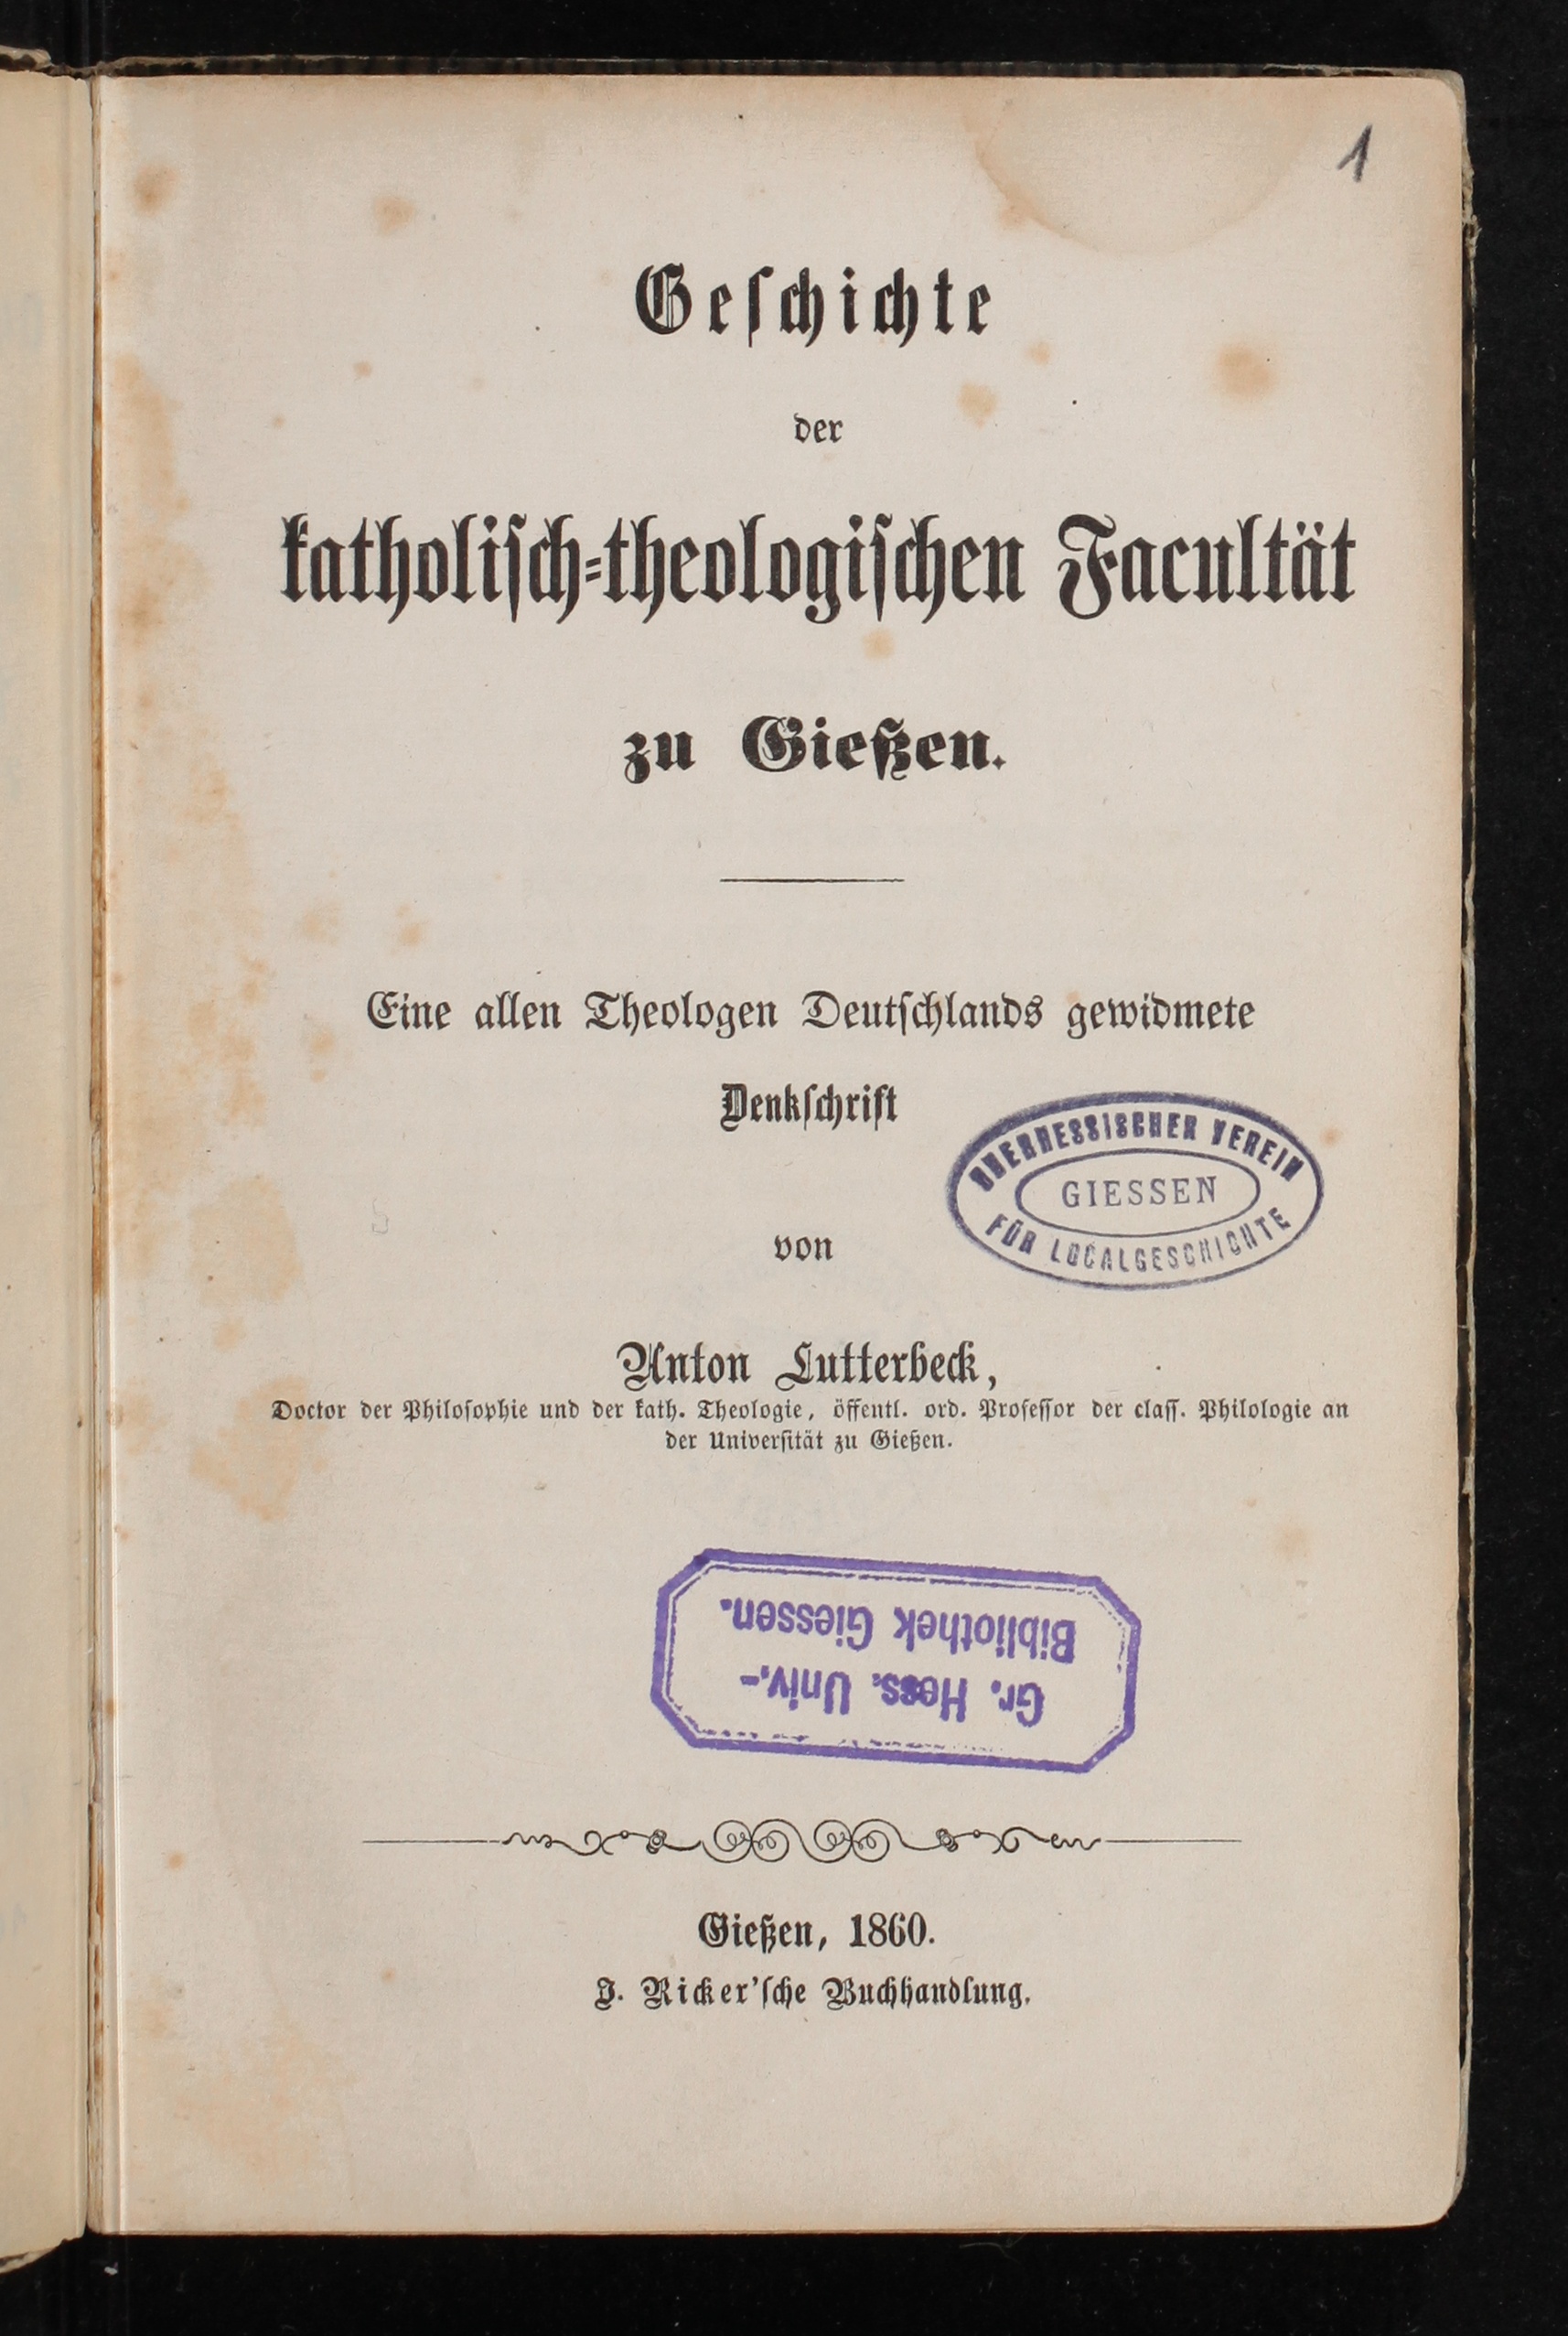 1
Geſchichte
der
katholiſch-theologiſchen Facultät
zu Gießen.
Eine allen Theologen Deutſchlands gewidmete
Denkſchrift
OBERHESSISCHER VEREIN
GIESSEN
FÜR LOCALGESCHICHTE
von
Anton Lutterbeck,
Doctor der Philoſophie und der kath. Theologie, öffentl. ord. Profeſſor der claſſ. Philologie an
der Univerſität zu Gießen.
Gr. Hess. Univ.-
Bibliothek Giessen.
Gießen, 1860.
J. Ricker'ſche Buchhandlung.